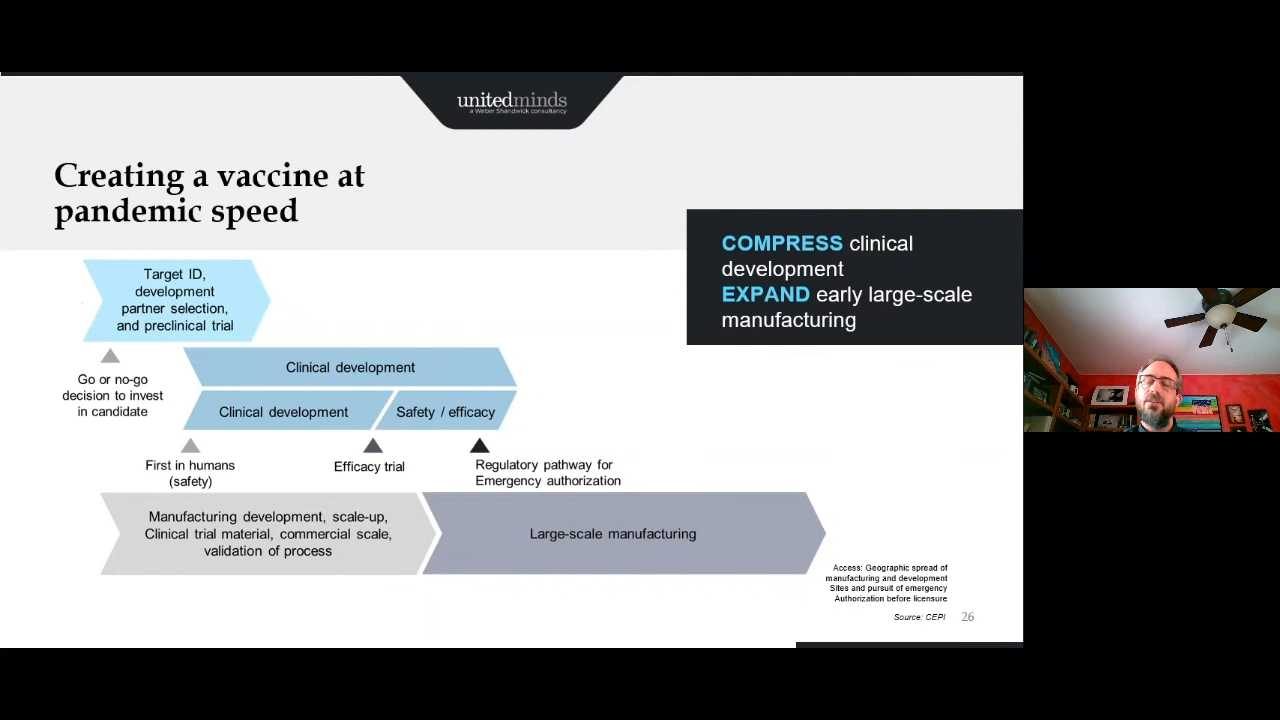 unitedminds
a Weber Shandwick consultancy
Creating a vaccine at
pandemic speed
COMPRESS clinical
development
EXPAND early large-scale
manufacturing
Target ID,
development
partner selection,
and preclinical trial
Go or no-go
decision to invest
in candidate
Clinical development
Clinical development
Safety / efficacy
First in humans
(safety)
Efficacy trial
Regulatory pathway for
Emergency authorization
Manufacturing development, scale-up,
Clinical trial material, commercial scale,
validation of process
Large-scale manufacturing
Access: Geographic spread of
manufacturing and development
Sites and pursuit of emergency
Authorization before licensure
Source: CEPI
26